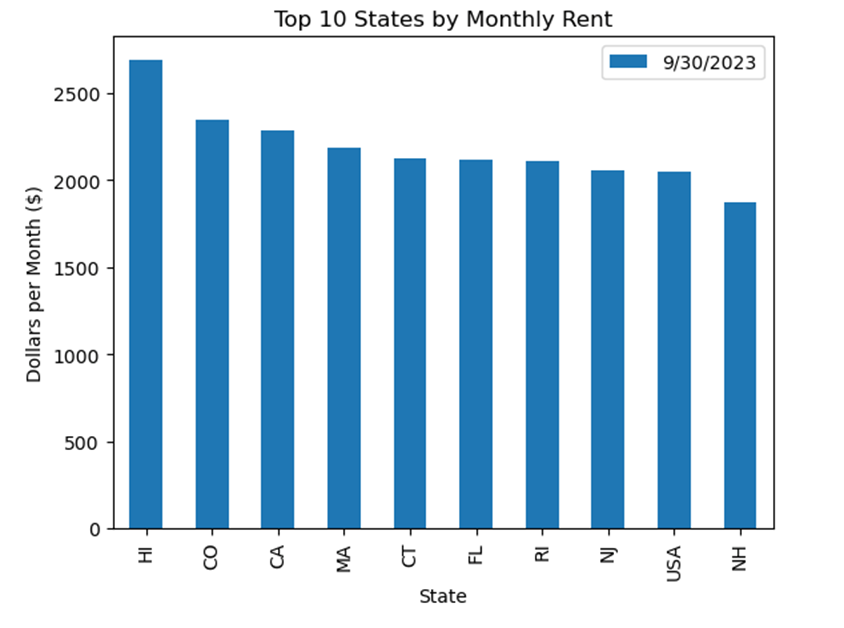 Top 10 States by Monthly Rent
9/30/2023
Dollars per Month ($)
2500
2000
1500
1000
500
0
HI CO CA MA CT FL RI NJ USA NH
State